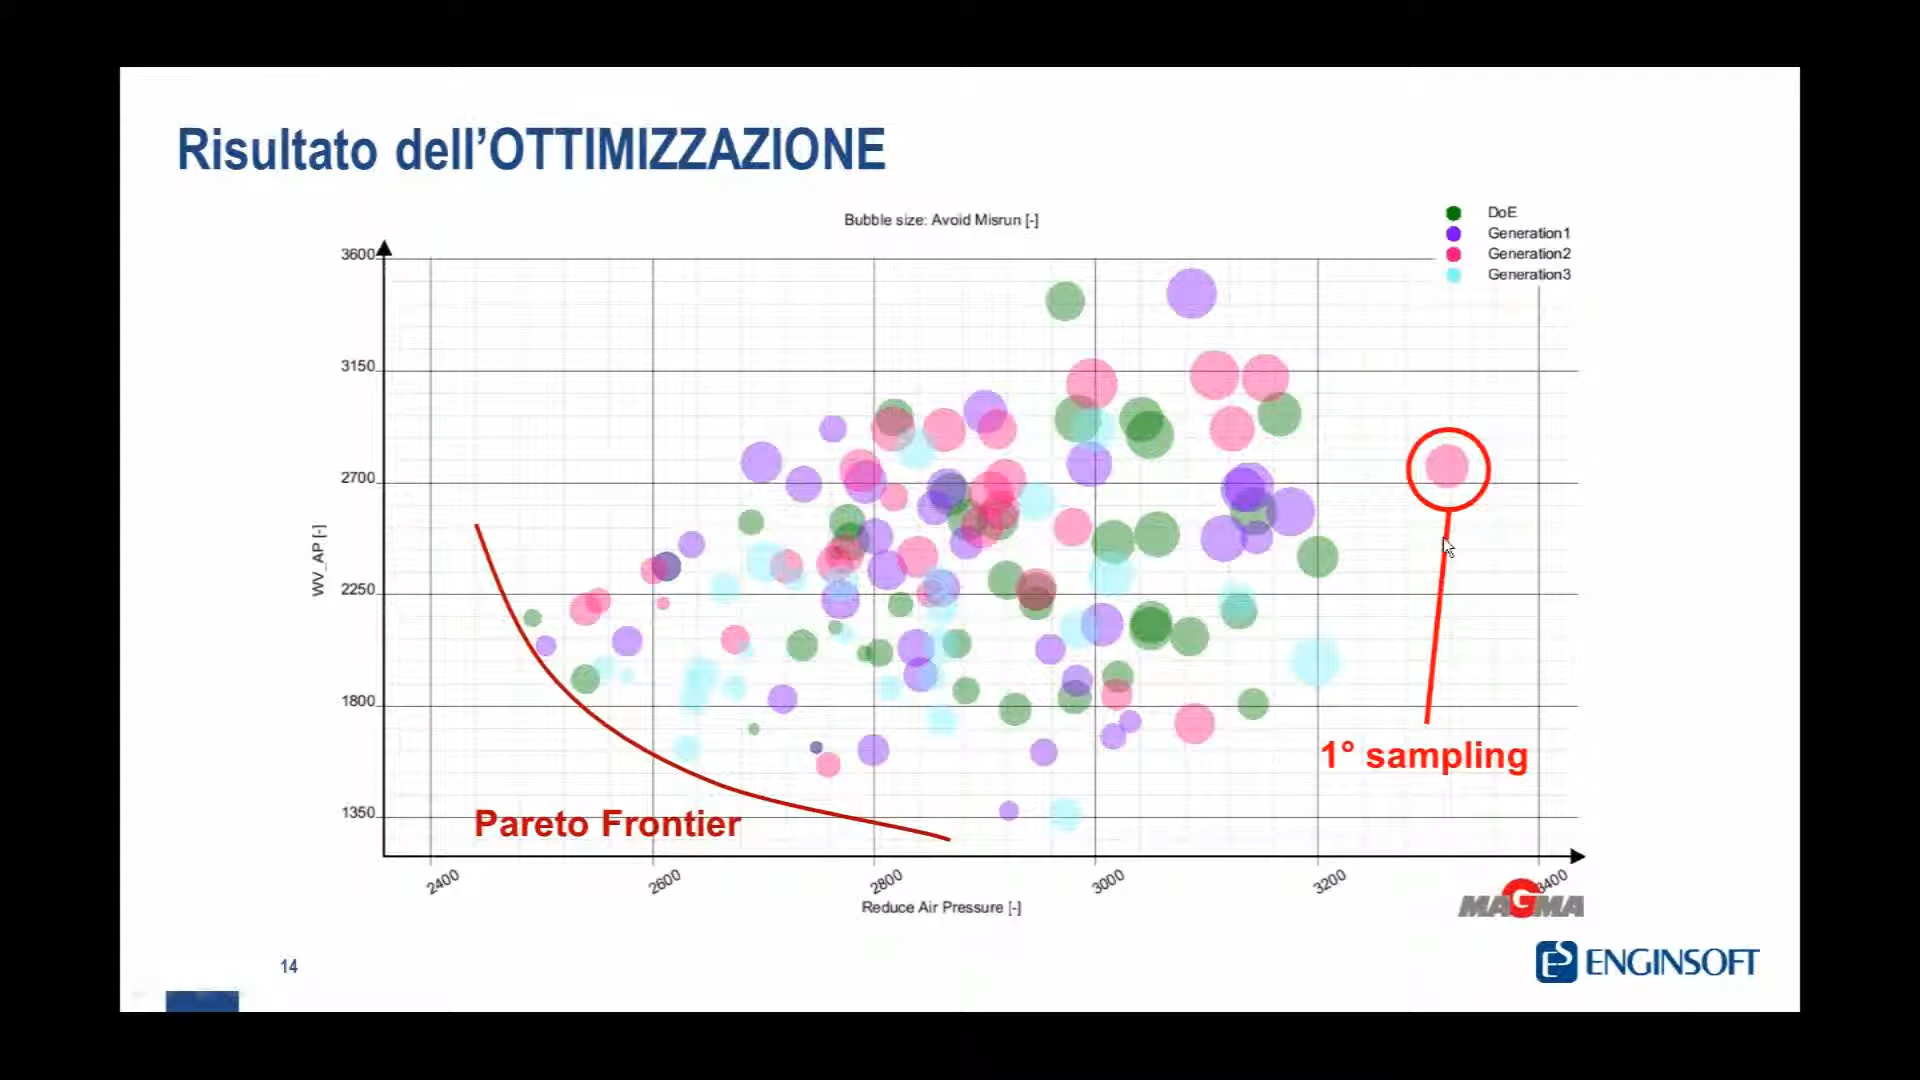 Risultato dell’OTTIMIZZAZIONE
Bubble size: Avoid Misrun [-]
DoE
Generation1
Generation2
Generation3
3600
3150
2700
2250
1800
1350
WV_AP [-]
1° sampling
Pareto Frontier
2400
2600
2800
3000
3200
3400
Reduce Air Pressure [-]
MAGMA
14
ENGINSOFT